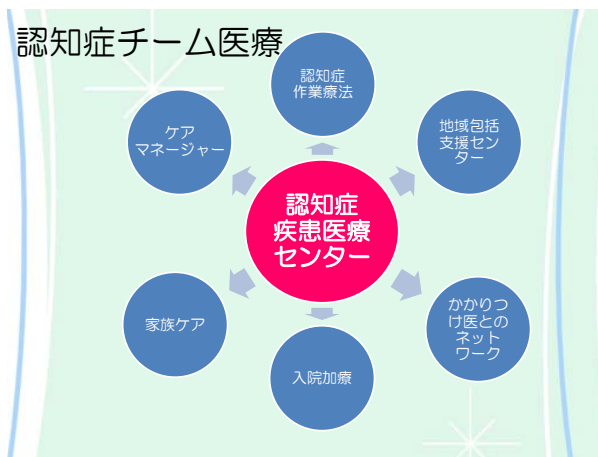 認知症チーム医療
認知症
作業療法
ケア
マネージャー
地域包括
支援セン
ター
認知症
疾患医療
センター
家族ケア
かかりつ
け医との
ネット
ワーク
入院加療